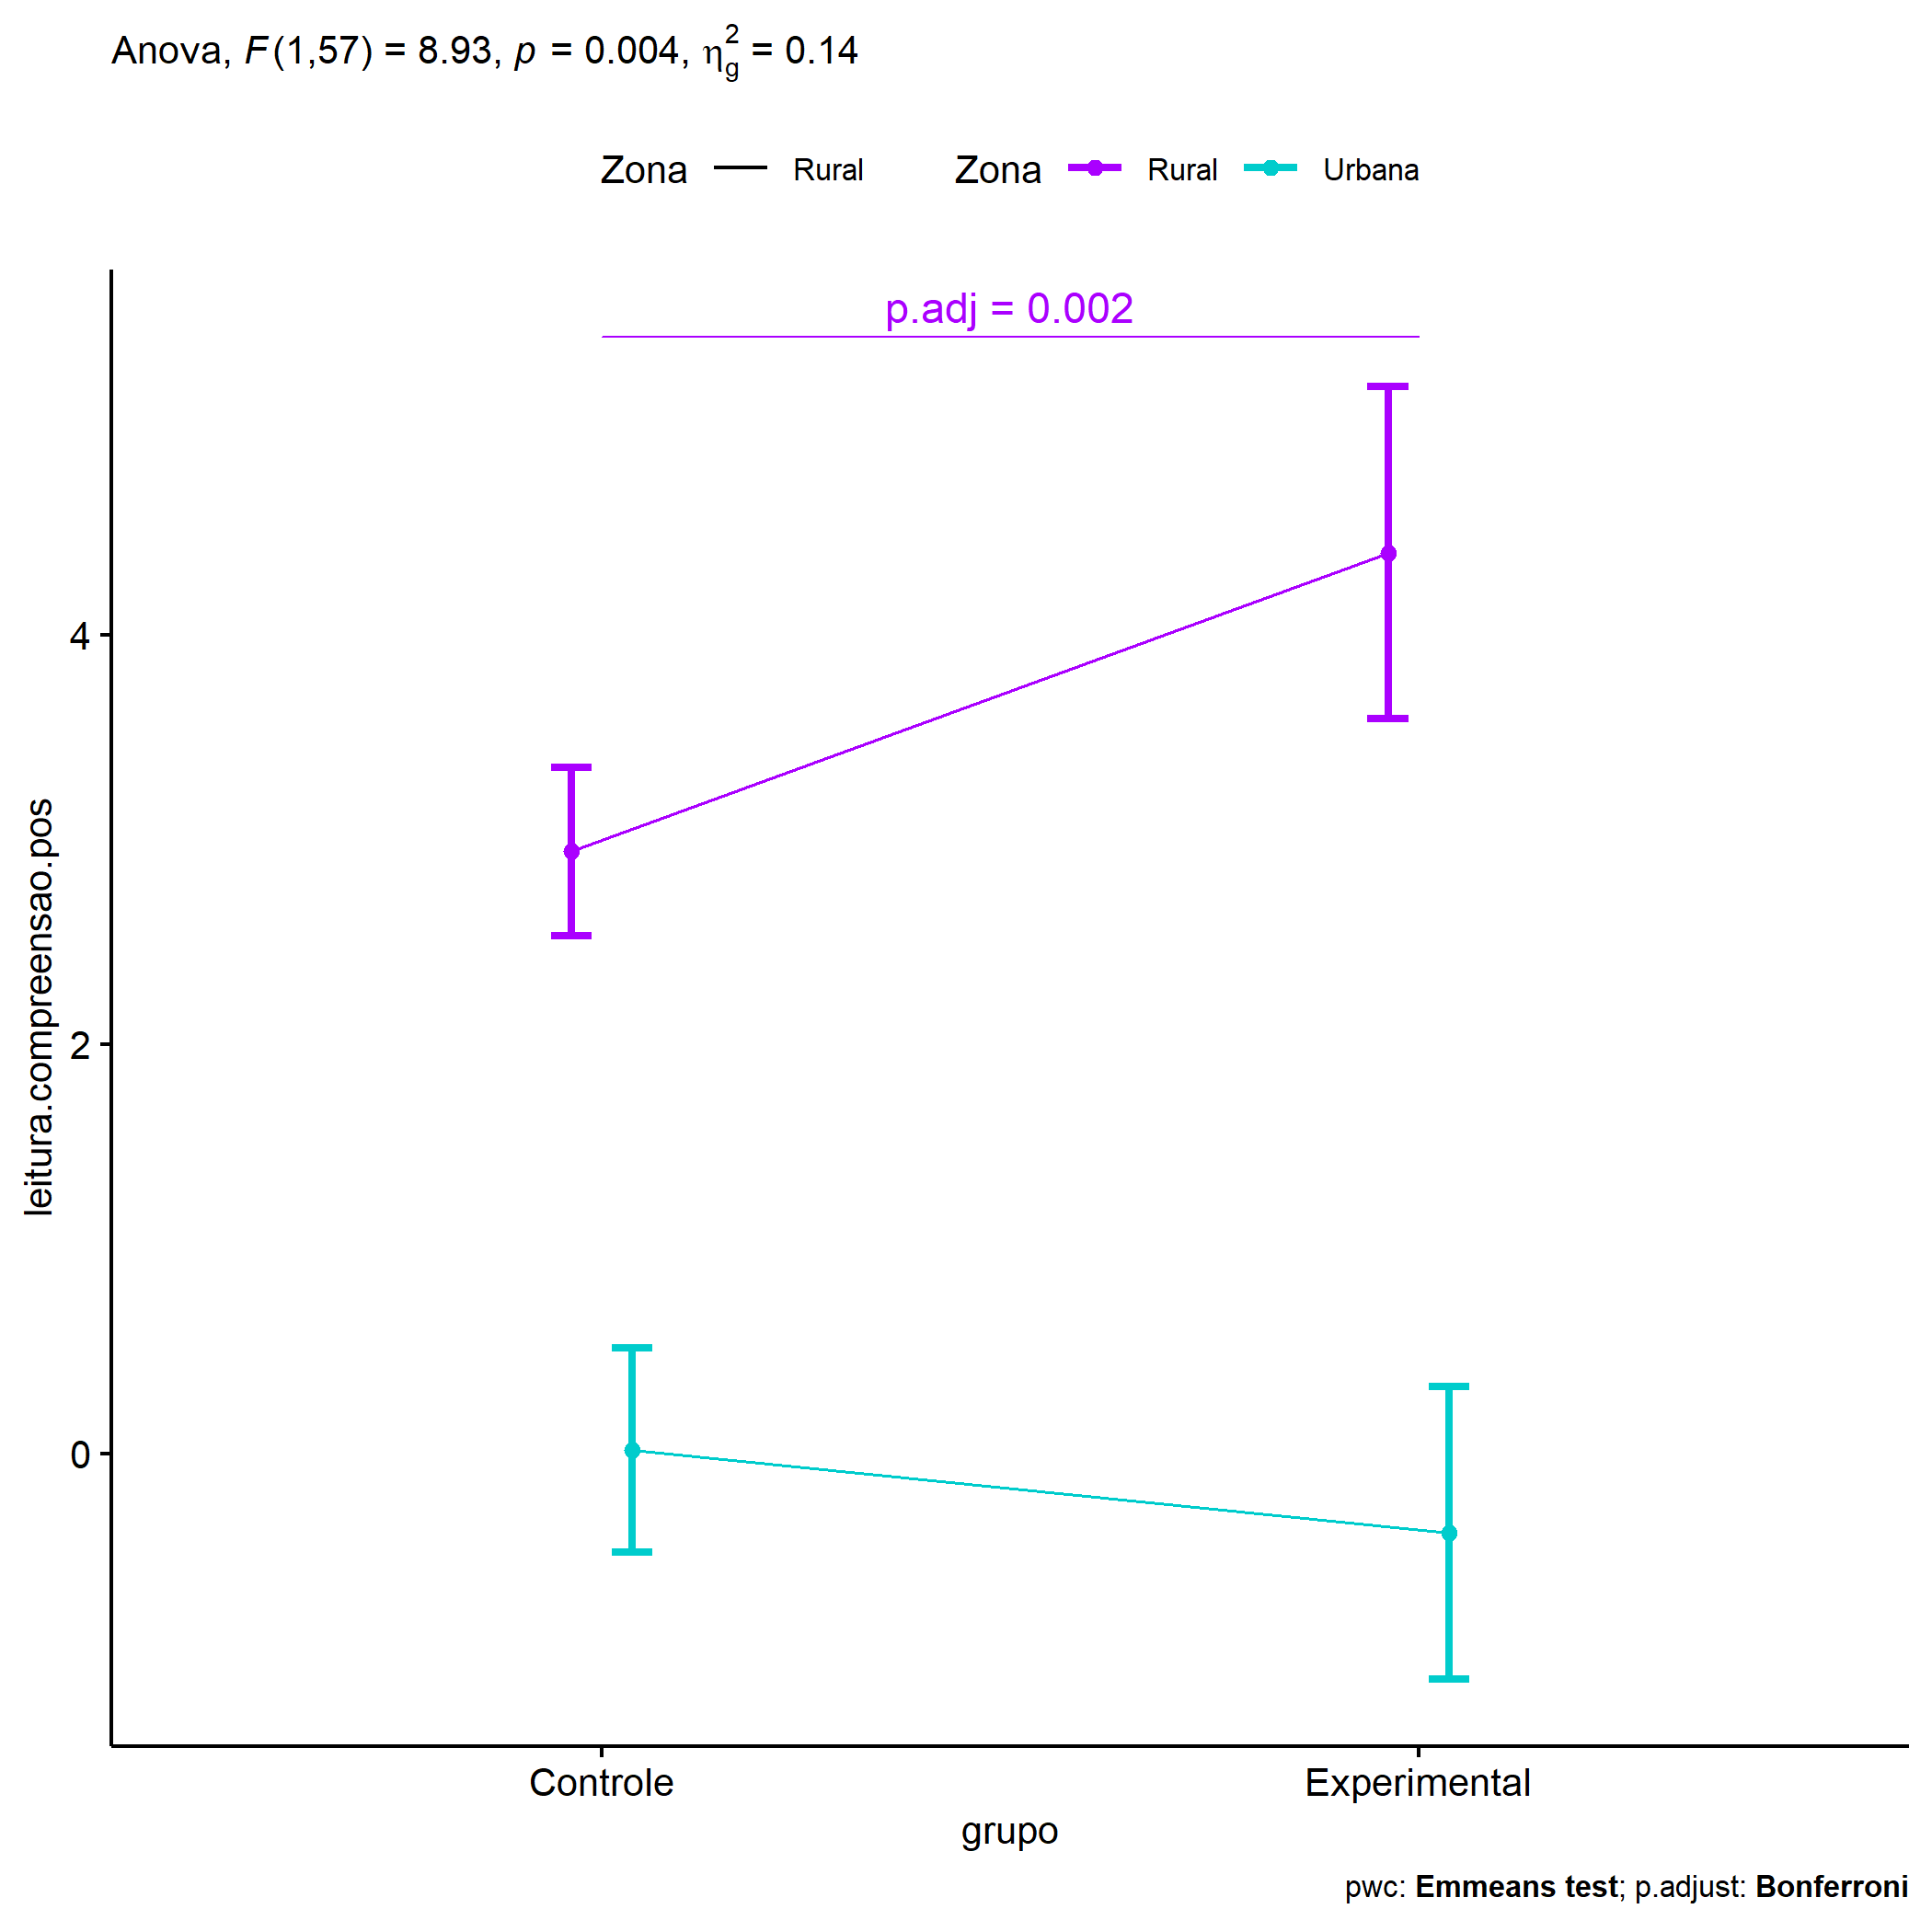 Anova, F(1,57) = 8.93, p = 0.004, η²g = 0.14
Zona Rural Zona Rural Urbana
p.adj = 0.002
4
2
0
leitura.compreensao.pos
Controle Experimental
grupo
pwc: Emmeans test; p.adjust: Bonferroni